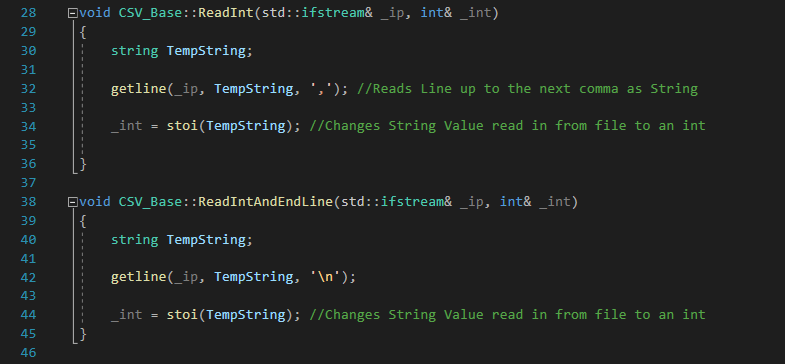 28 void CSV_Base::ReadInt(std::ifstream& _ip, int& _int)
29 {
30 string TempString;
31
32 getline(_ip, TempString, ','); //Reads Line up to the next comma as String
33
34 _int = stoi(TempString); //Changes String Value read in from file to an int
35
36 }
37
38 void CSV_Base::ReadIntAndEndLine(std::ifstream& _ip, int& _int)
39 {
40 string TempString;
41
42 getline(_ip, TempString, '\n');
43
44 _int = stoi(TempString); //Changes String Value read in from file to an int
45 }
46